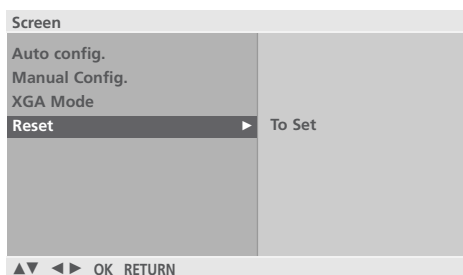 Screen
Auto config.
Manual Config.
XGA Mode
Reset ► To Set
▲▼ ◄► OK RETURN